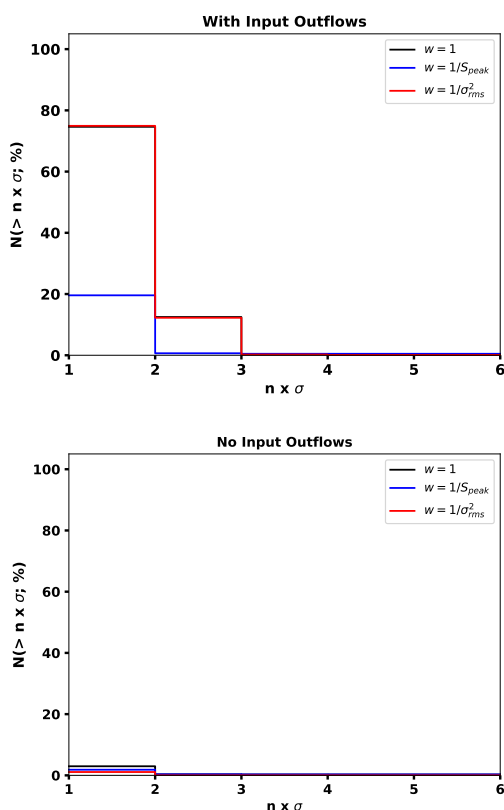 With Input Outflows
100
80
60
40
20
0
N(> n x σ; %)
w = 1
w = 1/S_peak
w = 1/σ²_rms
1 2 3 4 5 6
n x σ
No Input Outflows
100
80
60
40
20
0
N(> n x σ; %)
w = 1
w = 1/S_peak
w = 1/σ²_rms
1 2 3 4 5 6
n x σ